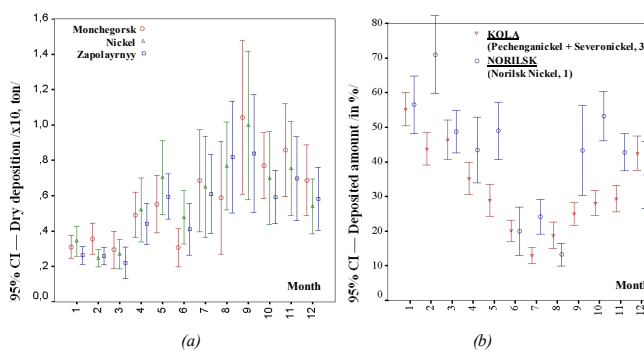 Monchegorsk
Nickel
Zapolayrnyy
95% CI — Dry deposition /x10, ton/
1,6
1,4
1,2
1,0
,8
,6
,4
,2
0,0
Month
1 2 3 4 5 6 7 8 9 10 11 12
(a)
KOLA
(Pechenganickel + Severonickel, 3
NORILSK
(Norilsk Nickel, 1)
95% CI — Deposited amount /in %/
80
70
60
50
40
30
20
10
0
Month
1 2 3 4 5 6 7 8 9 10 11 12
(b)